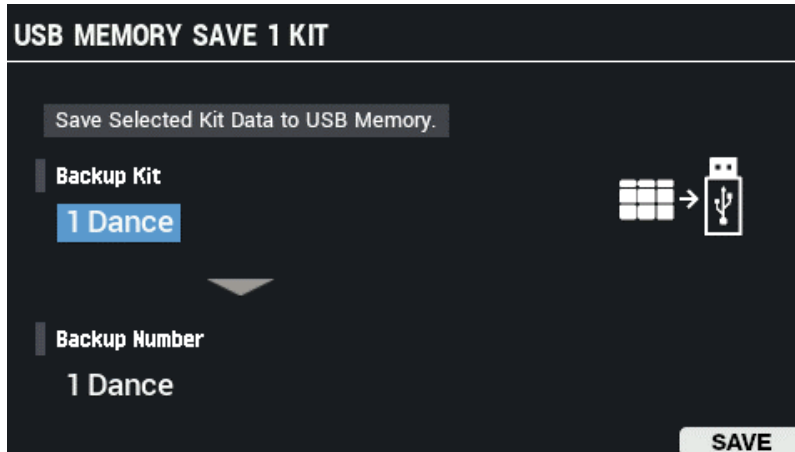 USB MEMORY SAVE 1 KIT
Save Selected Kit Data to USB Memory.
Backup Kit
1 Dance
Backup Number
1 Dance
SAVE